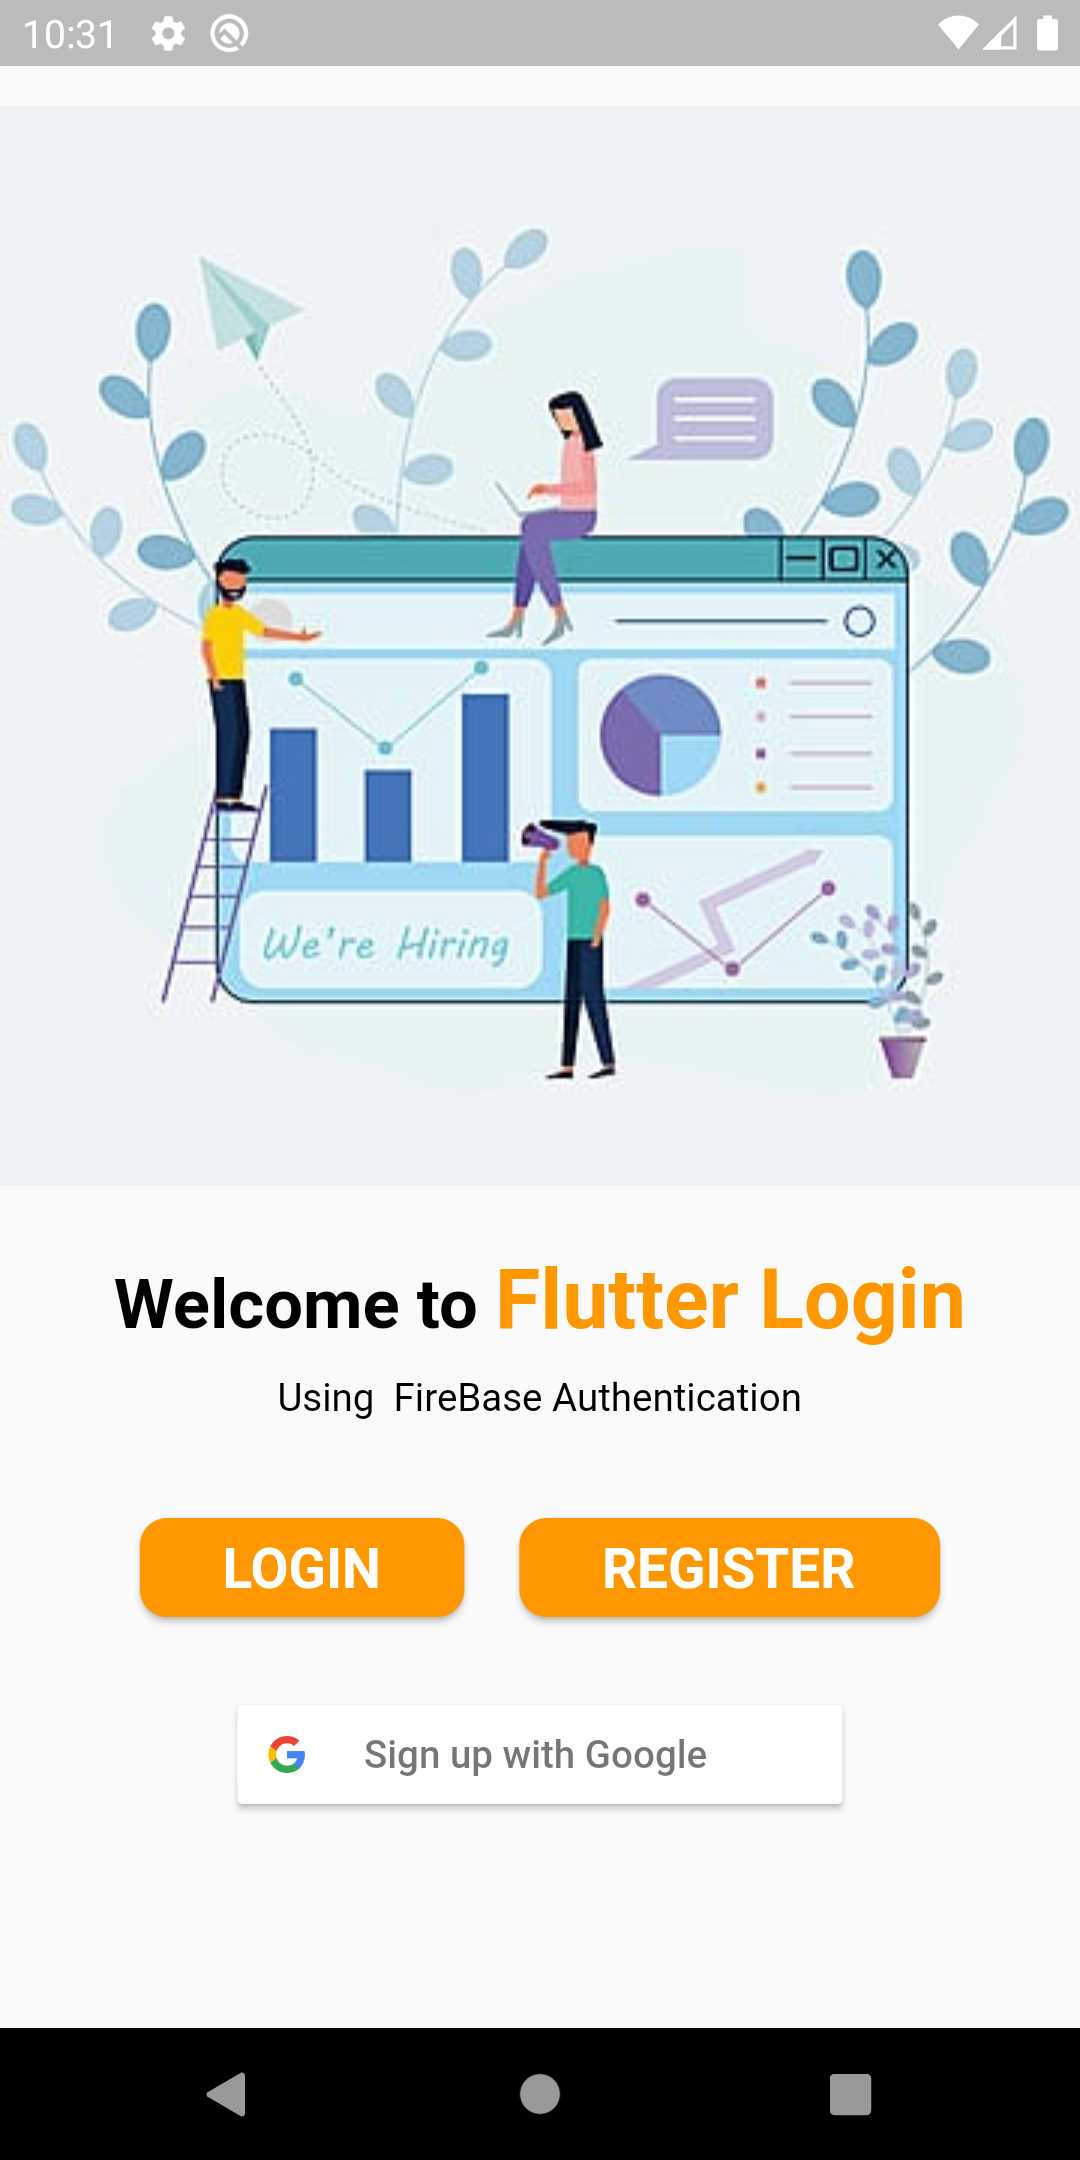 10:31
We're Hiring
Welcome to Flutter Login
Using  FireBase Authentication
LOGIN REGISTER
Sign up with Google